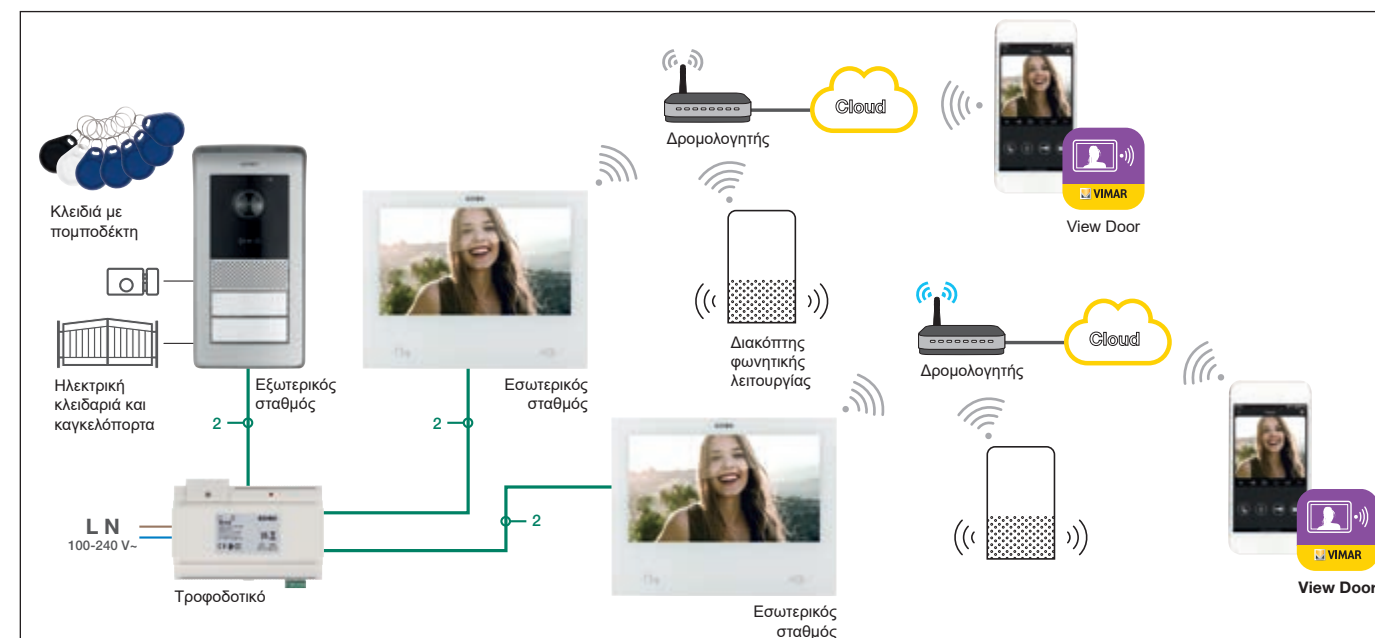 Cloud
Δρομολογητής
VIMAR
View Door
Κλειδιά με
πομποδέκτη
Ηλεκτρική
κλειδαριά και
καγκελόπορτα
Εξωτερικός
σταθμός
Εσωτερικός
σταθμός
Διακόπτης
φωνητικής
λειτουργίας
Cloud
Δρομολογητής
2
2
2
L N
100-240 V~
Τροφοδοτικό
Εσωτερικός
σταθμός
VIMAR
View Door